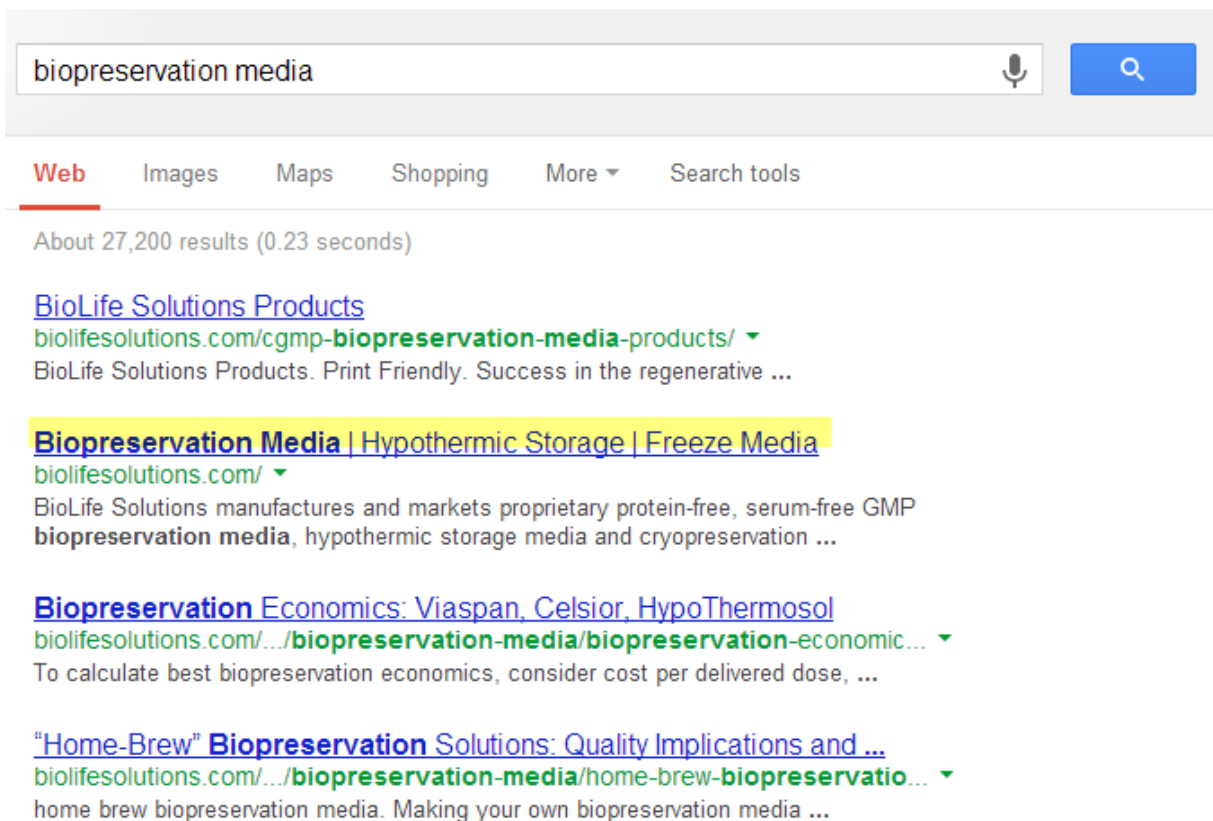 biopreservation media
Web Images Maps Shopping More Search tools
About 27,200 results (0.23 seconds)
BioLife Solutions Products
biolifesolutions.com/cgmp-biopreservation-media-products/
BioLife Solutions Products. Print Friendly. Success in the regenerative ...
Biopreservation Media | Hypothermic Storage | Freeze Media
biolifesolutions.com/
BioLife Solutions manufactures and markets proprietary protein-free, serum-free GMP
biopreservation media, hypothermic storage media and cryopreservation ...
Biopreservation Economics: Viaspan, Celsior, HypoThermosol
biolifesolutions.com/.../biopreservation-media/biopreservation-economic...
To calculate best biopreservation economics, consider cost per delivered dose, ...
“Home-Brew” Biopreservation Solutions: Quality Implications and ...
biolifesolutions.com/.../biopreservation-media/home-brew-biopreservatio...
home brew biopreservation media. Making your own biopreservation media ...